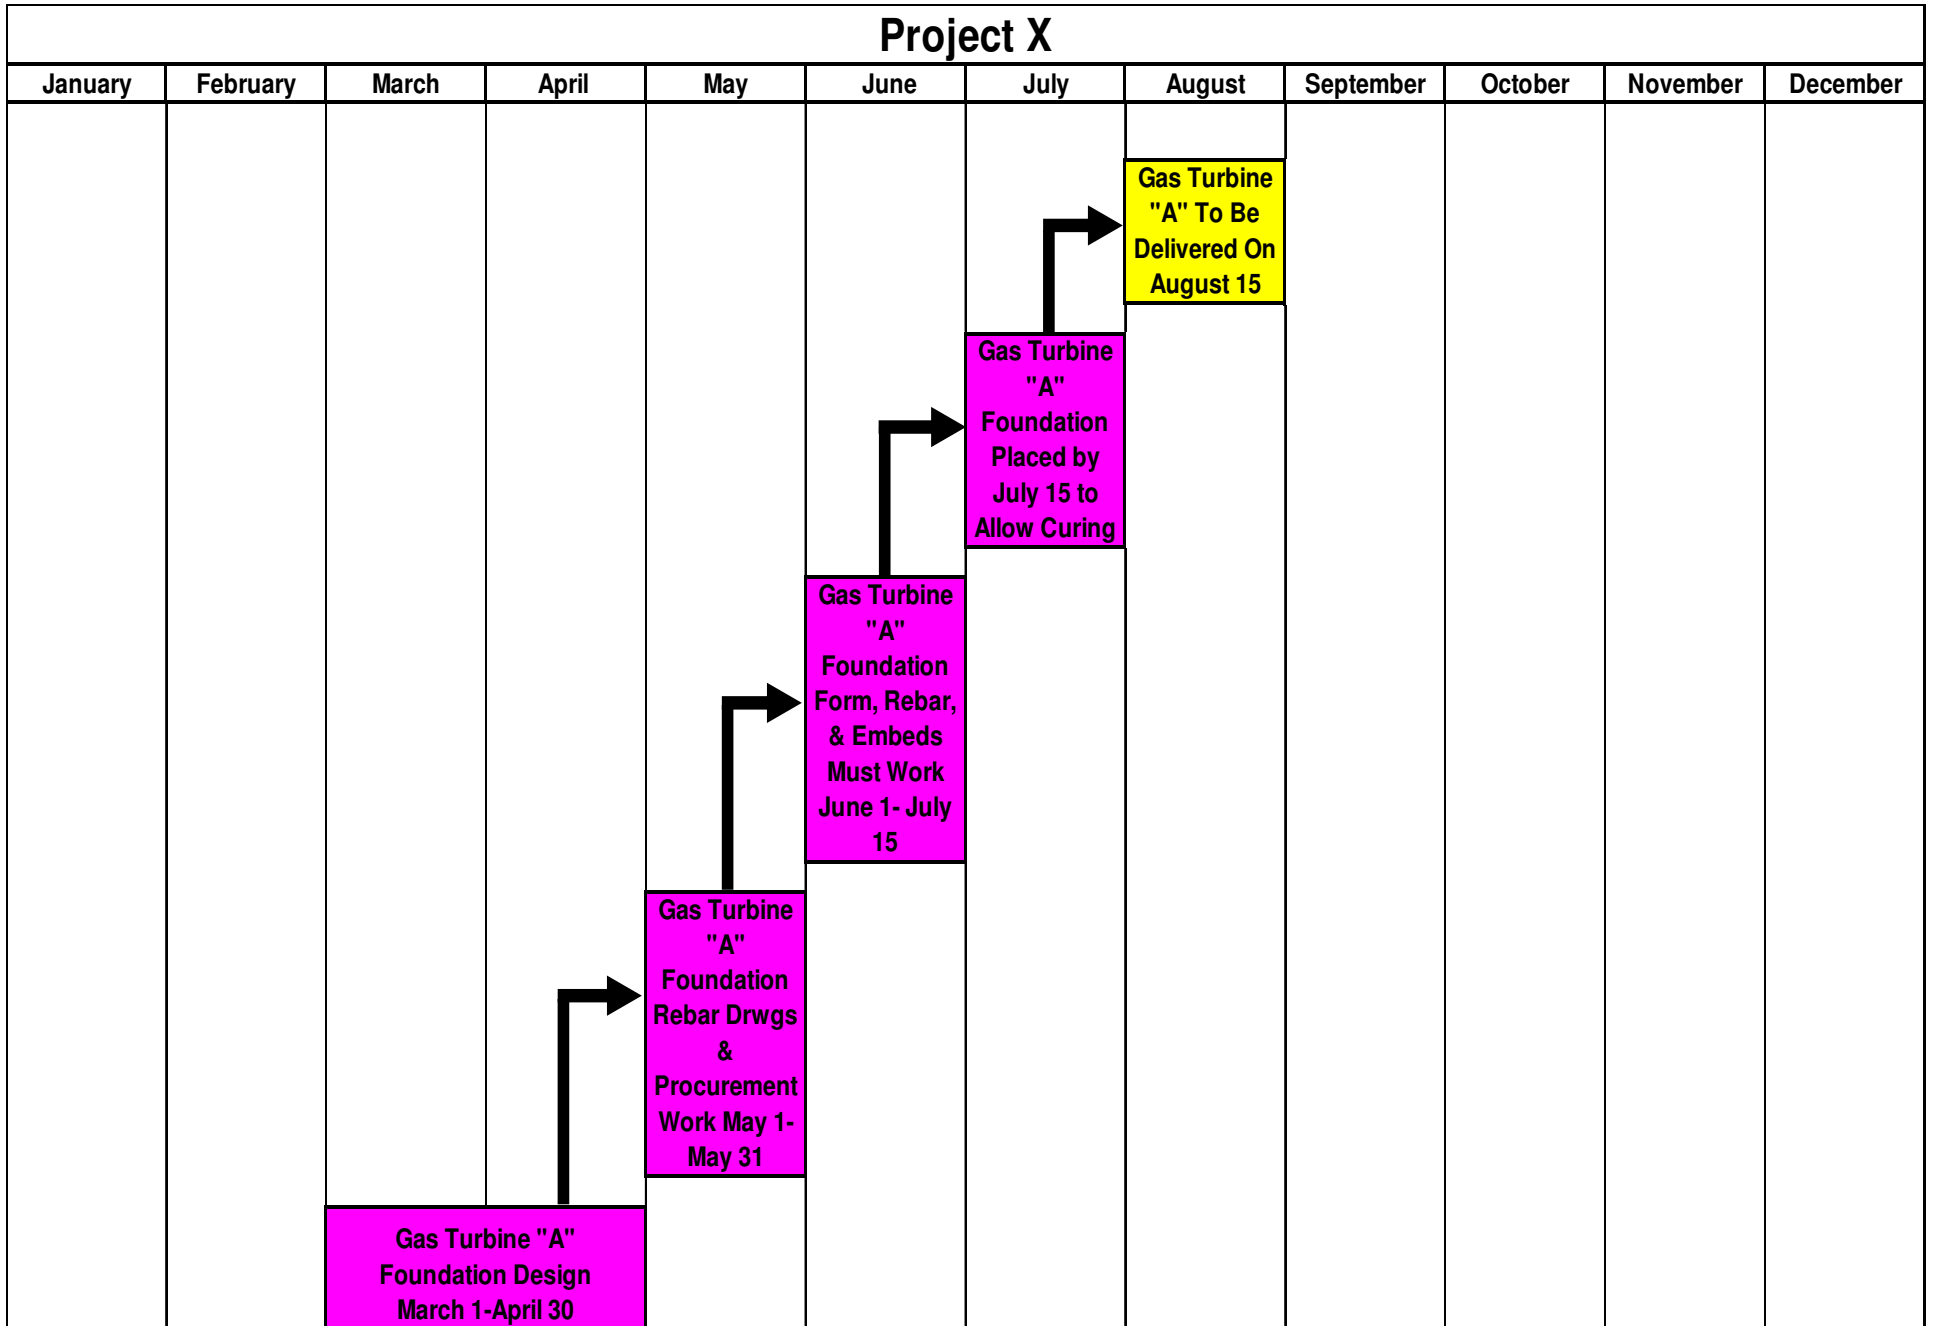 Project X
January February March April May June July August September October November December
Gas Turbine
"A" To Be
Delivered On
August 15
Gas Turbine
"A"
Foundation
Placed by
July 15 to
Allow Curing
Gas Turbine
"A"
Foundation
Form, Rebar,
& Embeds
Must Work
June 1- July
15
Gas Turbine
"A"
Foundation
Rebar Drwgs
&
Procurement
Work May 1-
May 31
Gas Turbine "A"
Foundation Design
March 1-April 30